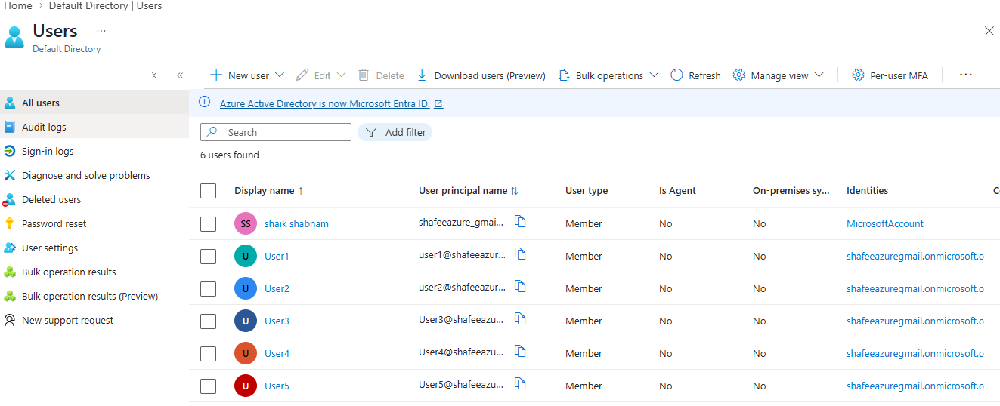 Home > Default Directory | Users
Users ...
Default Directory
New user Edit Delete Download users (Preview) Bulk operations Refresh Manage view Per-user MFA ...
All users
Audit logs
Sign-in logs
Diagnose and solve problems
Deleted users
Password reset
User settings
Bulk operation results
Bulk operation results (Preview)
New support request
Azure Active Directory is now Microsoft Entra ID.
Search Add filter
6 users found
Display name ↑ User principal name ↑↓ User type Is Agent On-premises sy... Identities
SS shaik shabnam shafeeazure_gmai... Member No No MicrosoftAccount
U User1 user1@shafeeazur... Member No No shafeeazuregmail.onmicrosoft.c
U User2 user2@shafeeazur... Member No No shafeeazuregmail.onmicrosoft.c
U User3 User3@shafeeazu... Member No No shafeeazuregmail.onmicrosoft.c
U User4 User4@shafeeazu... Member No No shafeeazuregmail.onmicrosoft.c
U User5 User5@shafeeazu... Member No No shafeeazuregmail.onmicrosoft.c